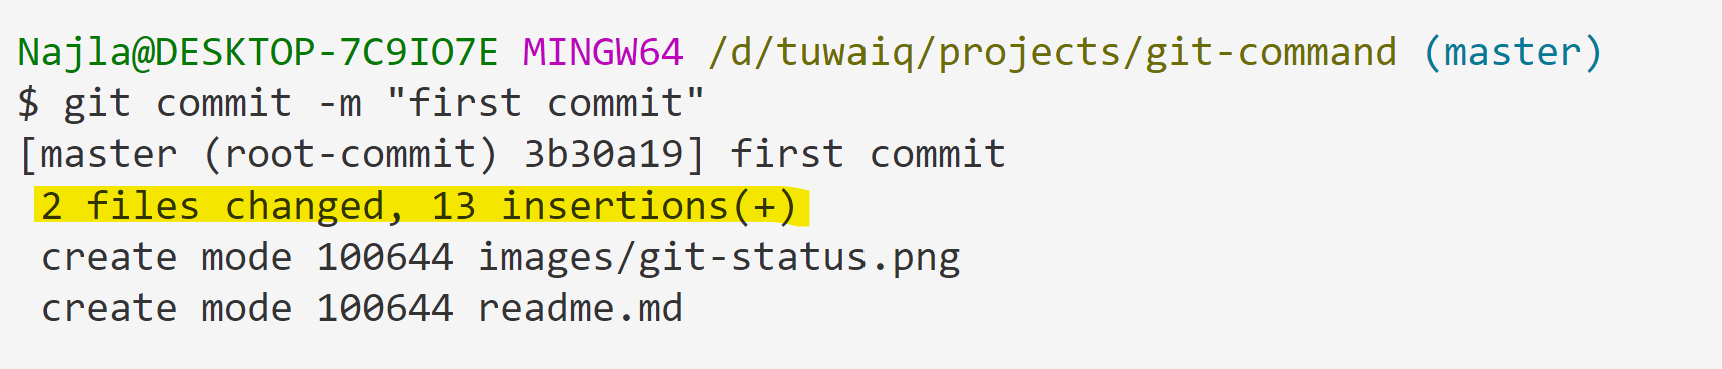 Najla@DESKTOP-7C9IO7E MINGW64 /d/tuwaiq/projects/git-command (master)
$ git commit -m "first commit"
[master (root-commit) 3b30a19] first commit
 2 files changed, 13 insertions(+)
 create mode 100644 images/git-status.png
 create mode 100644 readme.md